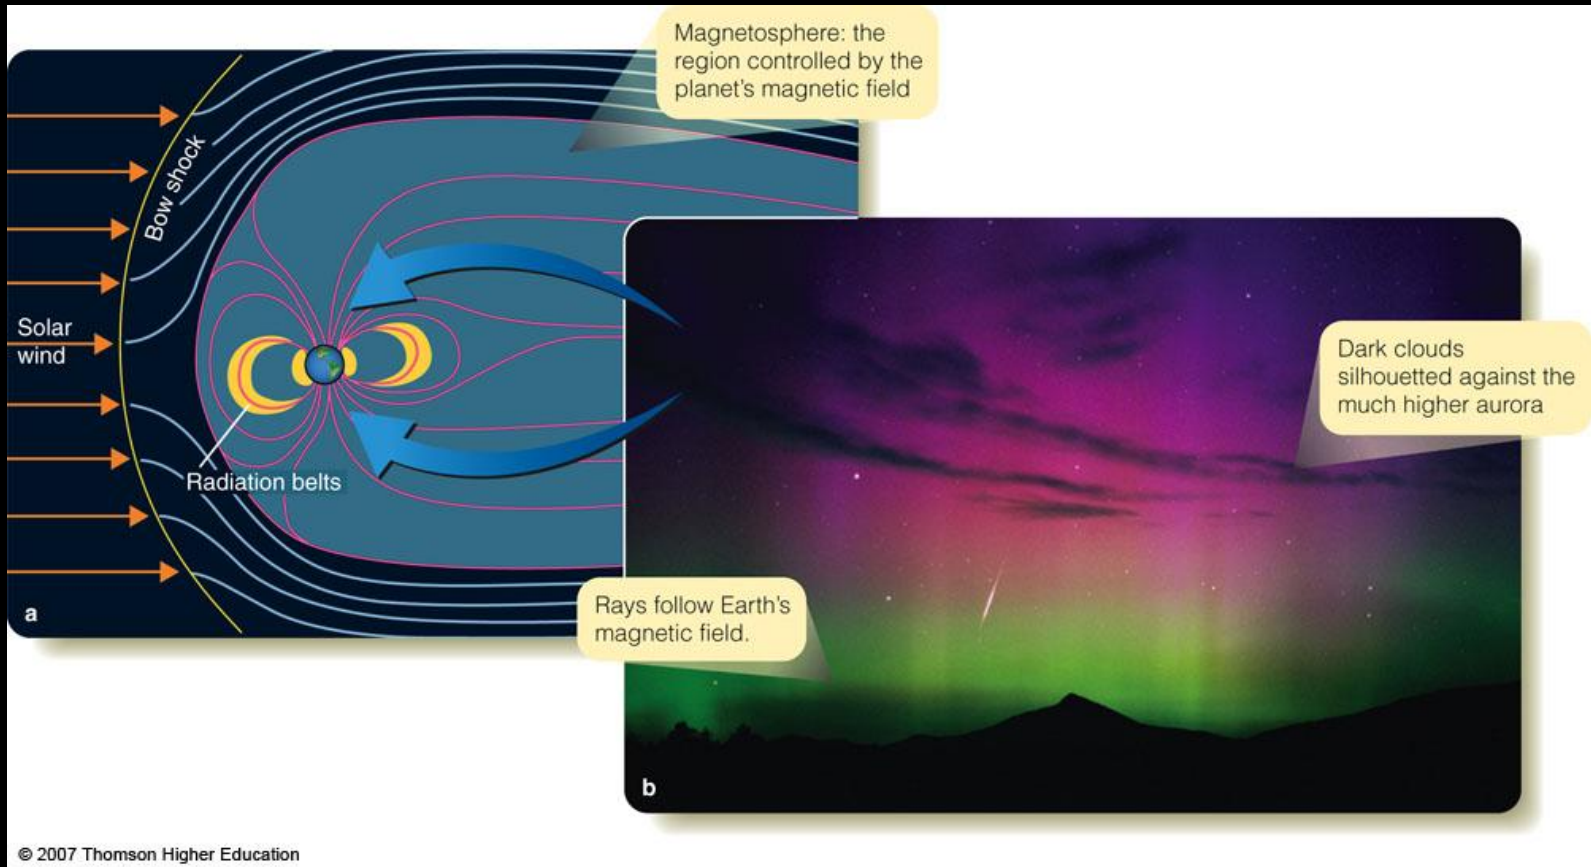 Magnetosphere: the
region controlled by the
planet's magnetic field
Bow shock
Solar
wind
Radiation belts
a
Dark clouds
silhouetted against the
much higher aurora
Rays follow Earth's
magnetic field.
b
© 2007 Thomson Higher Education